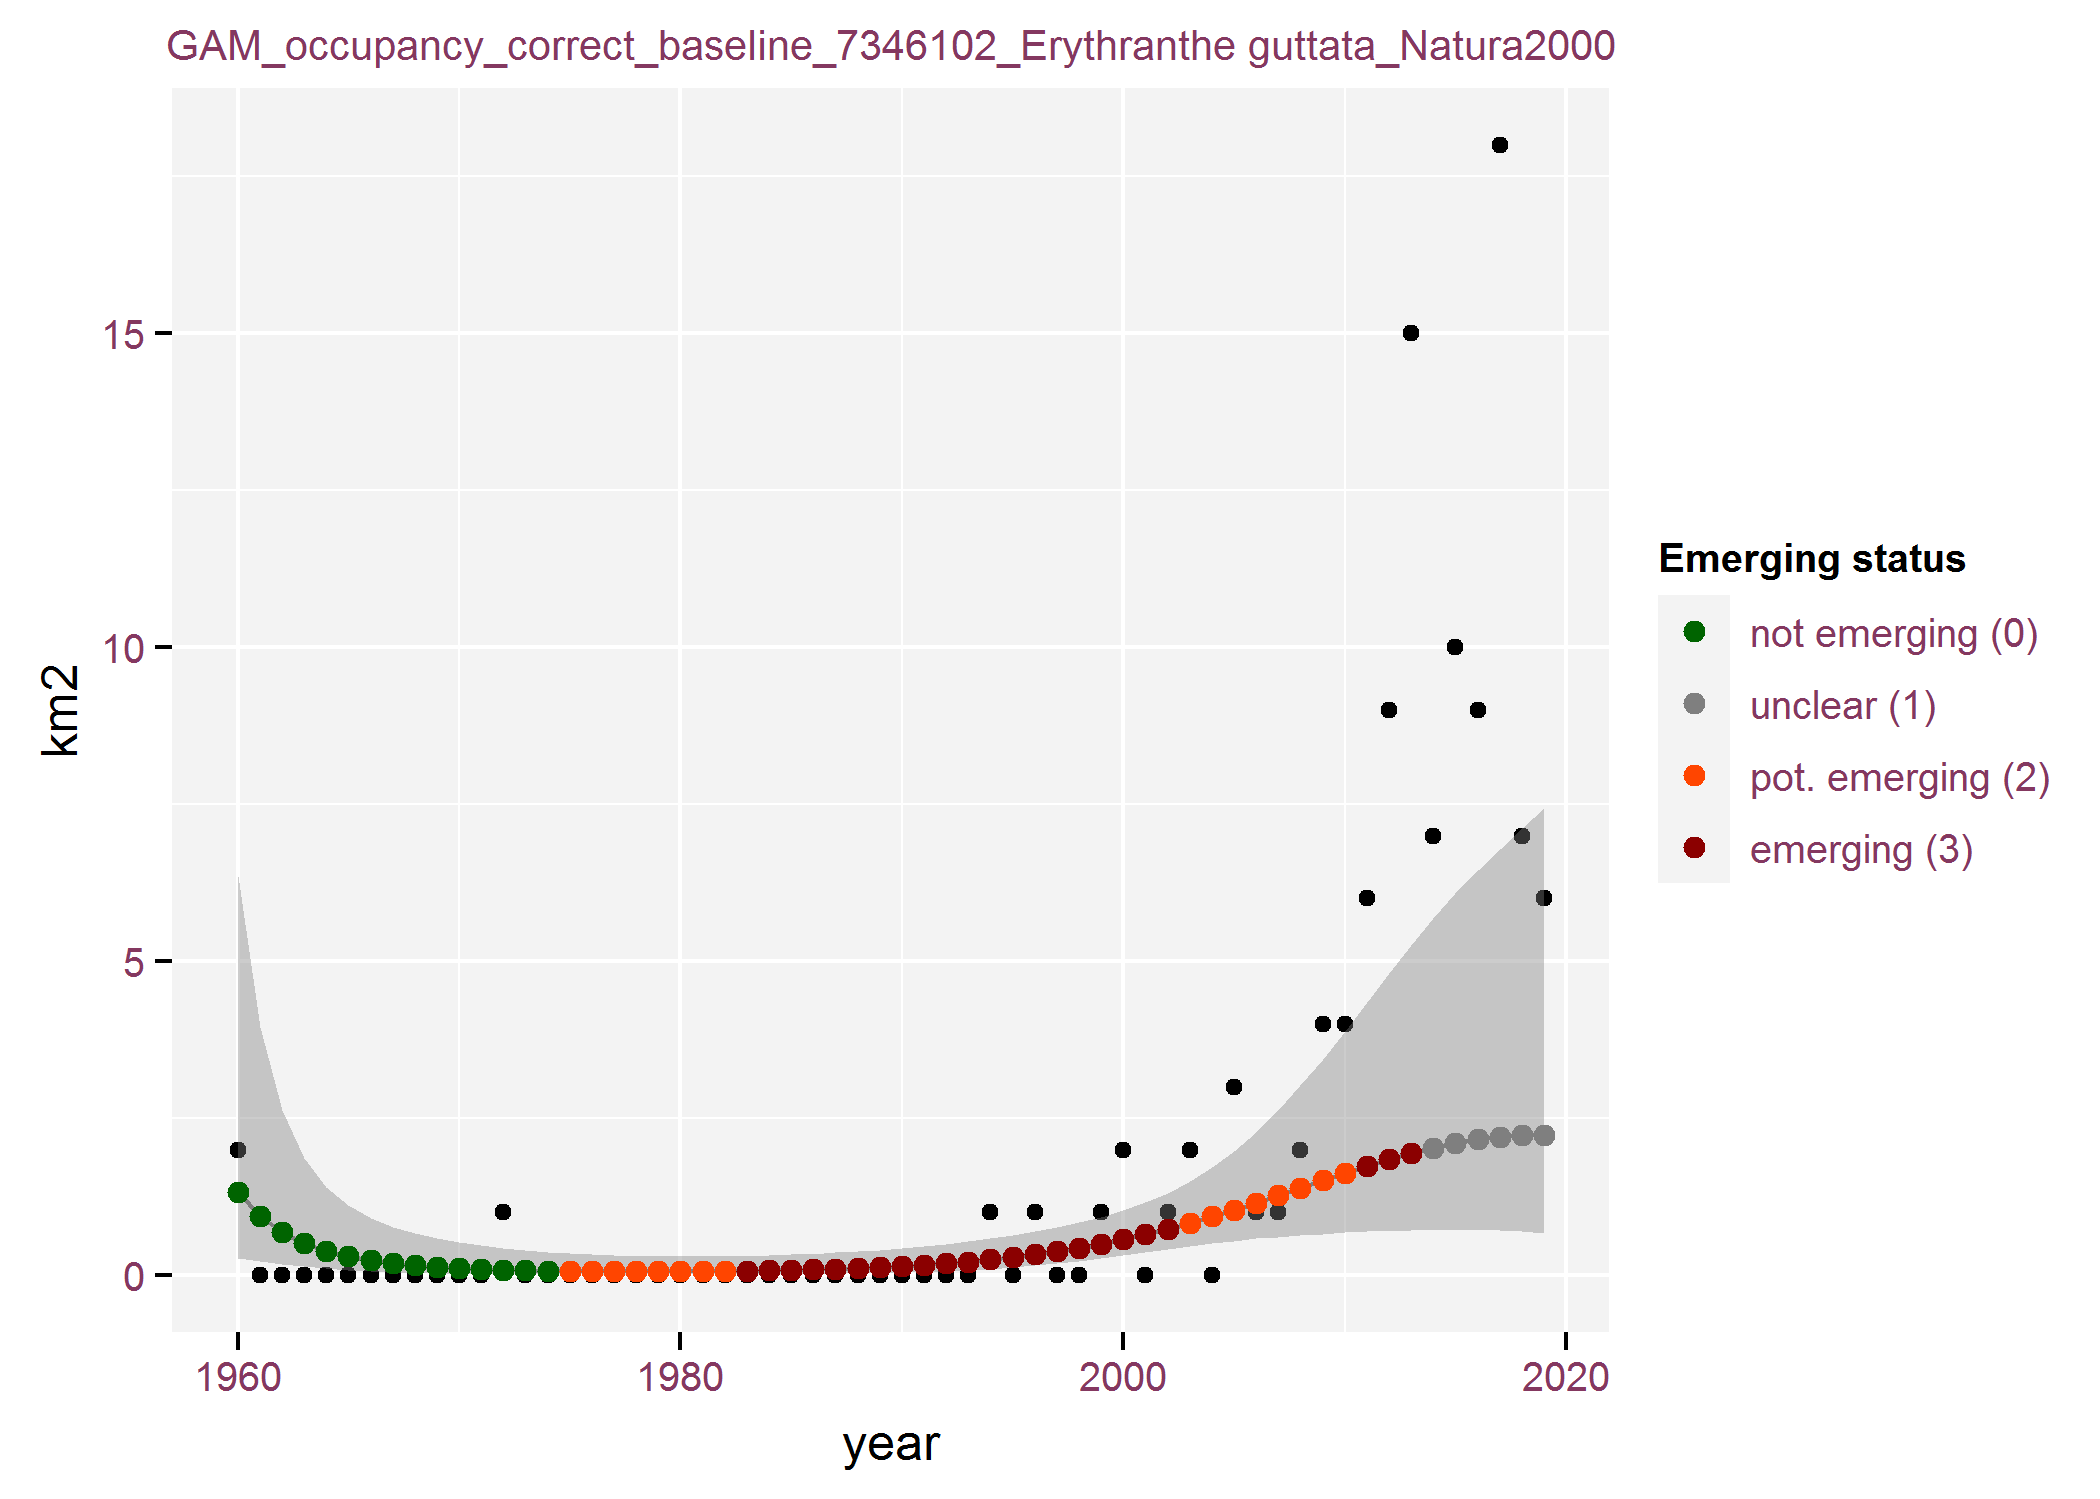 GAM_occupancy_correct_baseline_7346102_Erythranthe guttata_Natura2000
15
10
5
0
km2
1960
1980
2000
2020
year
Emerging status
not emerging (0)
unclear (1)
pot. emerging (2)
emerging (3)